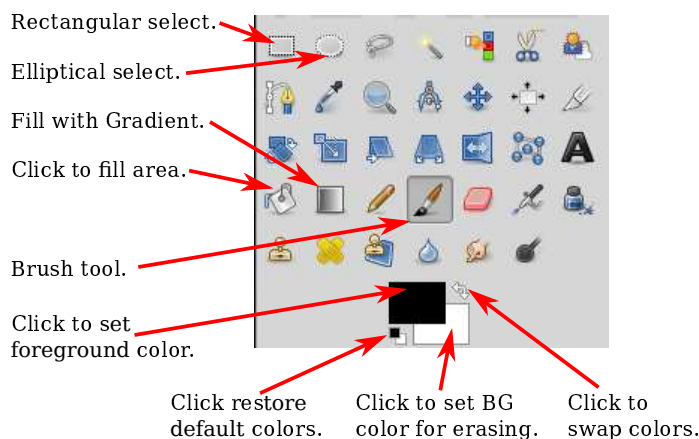 Rectangular select.
Elliptical select.
Fill with Gradient.
Click to fill area.
A
Brush tool.
Click to set
foreground color.
Click restore
default colors.
Click to set BG
color for erasing.
Click to
swap colors.